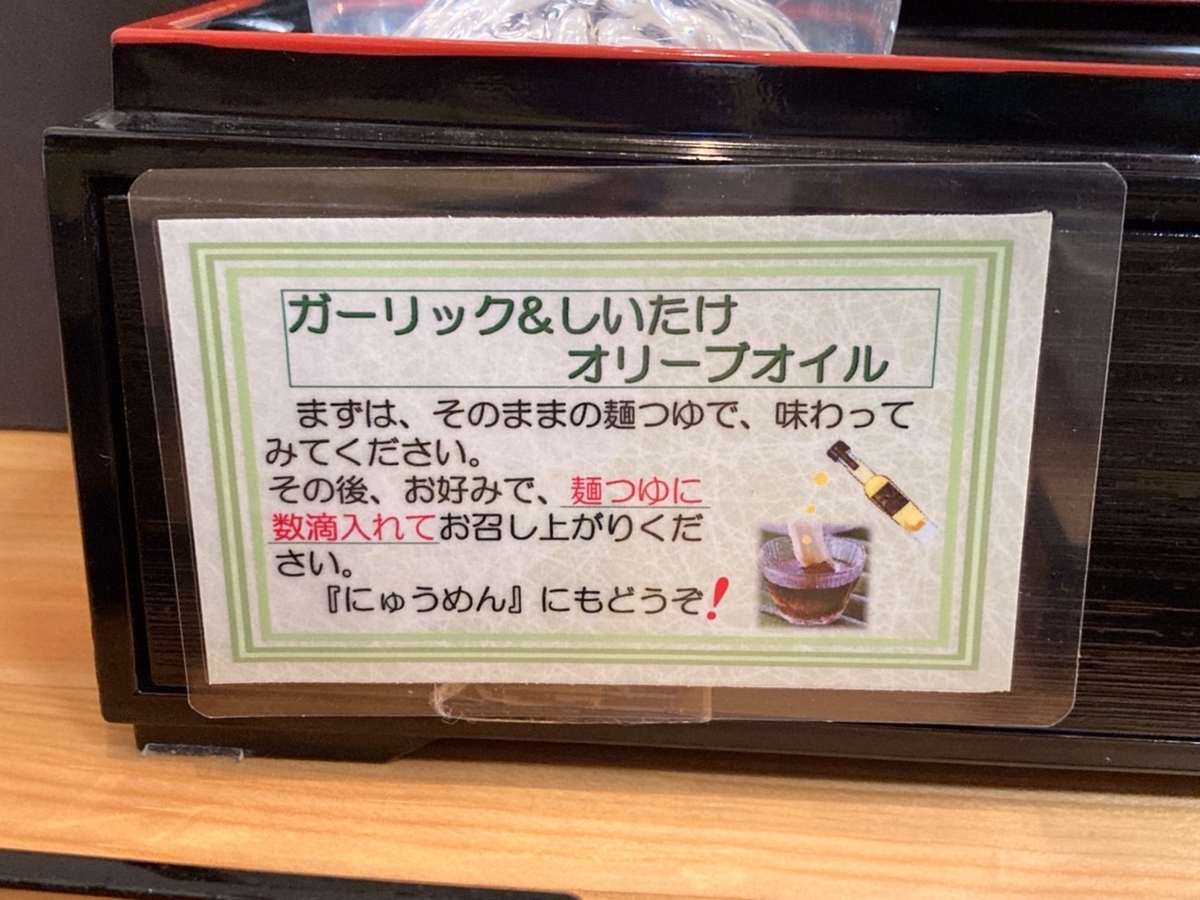 ガーリック&しいたけ
オリーブオイル
まずは、そのままの麺つゆで、味わって
みてください。
その後、お好みで、麺つゆに
数滴入れてお召し上がりくだ
さい。
『にゅうめん』にもどうぞ!